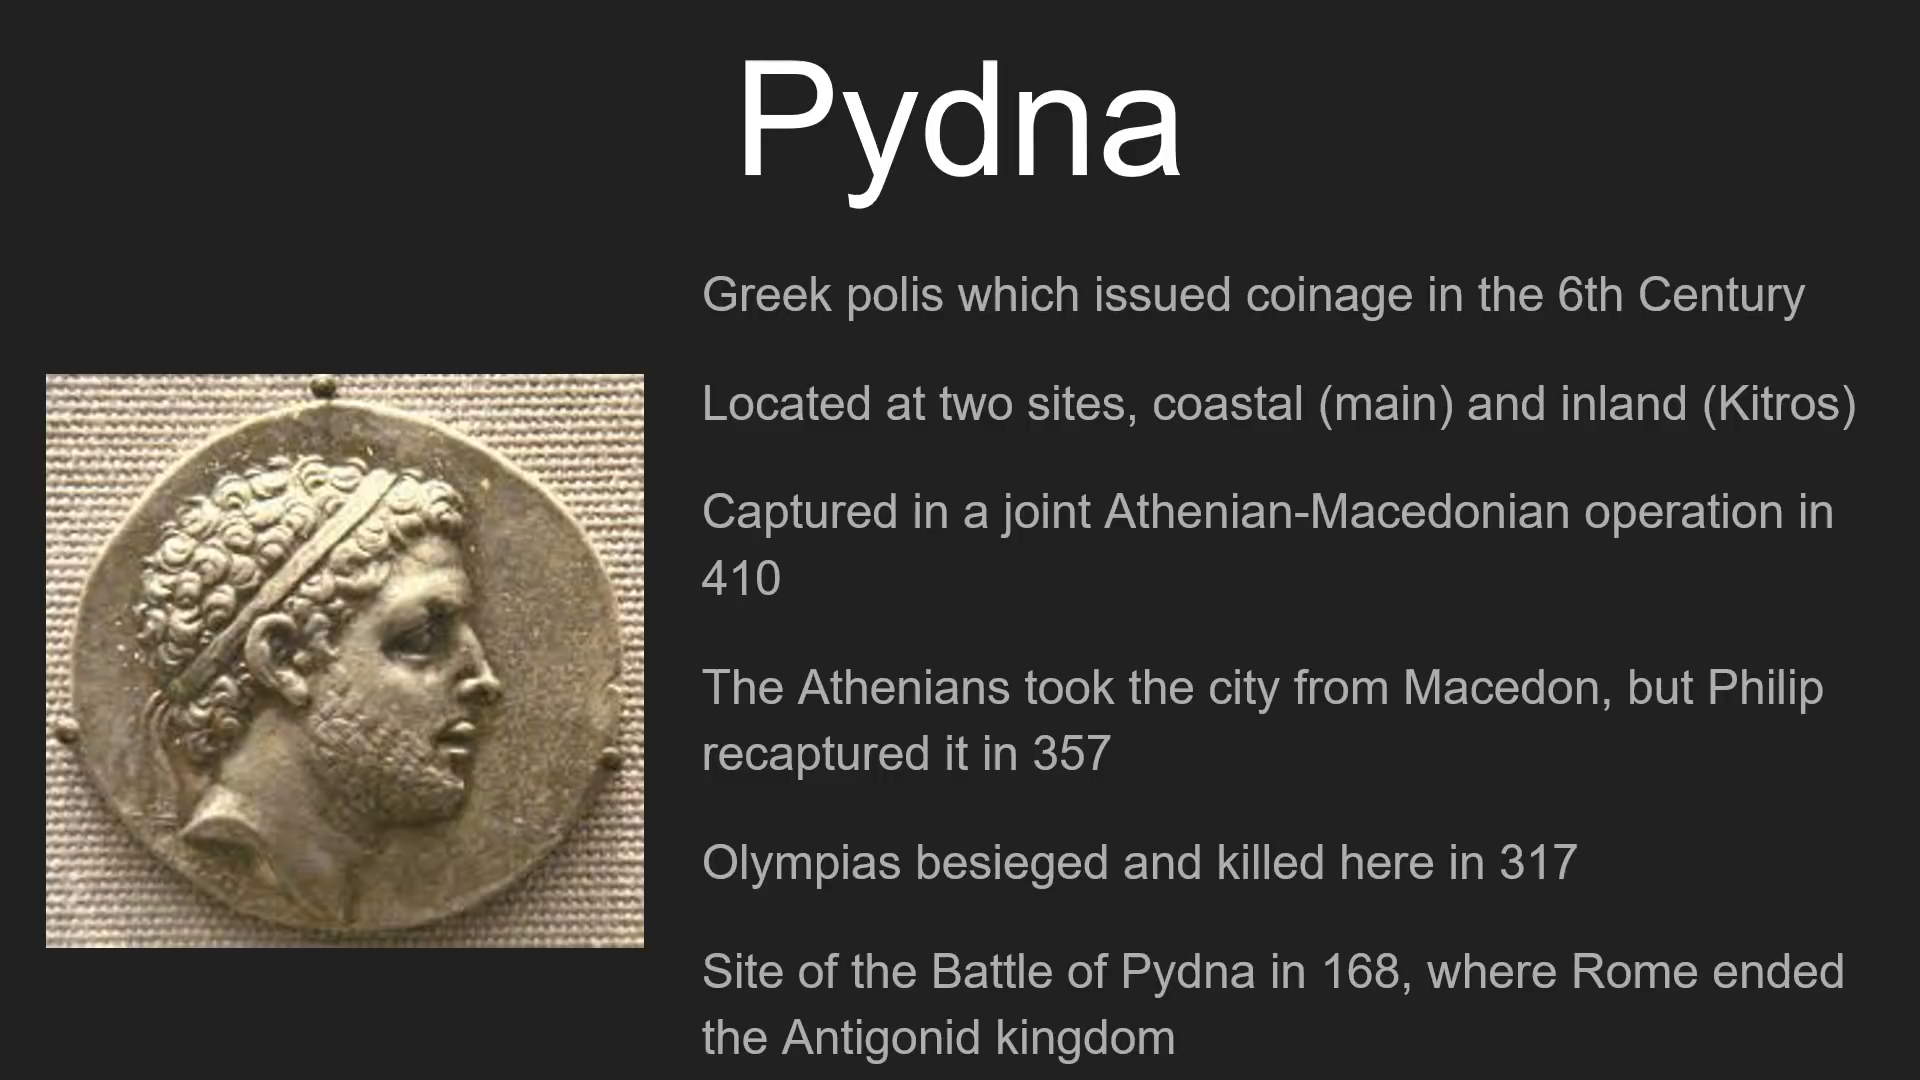 Pydna
Greek polis which issued coinage in the 6th Century
Located at two sites, coastal (main) and inland (Kitros)
Captured in a joint Athenian-Macedonian operation in
410
The Athenians took the city from Macedon, but Philip
recaptured it in 357
Olympias besieged and killed here in 317
Site of the Battle of Pydna in 168, where Rome ended
the Antigonid kingdom